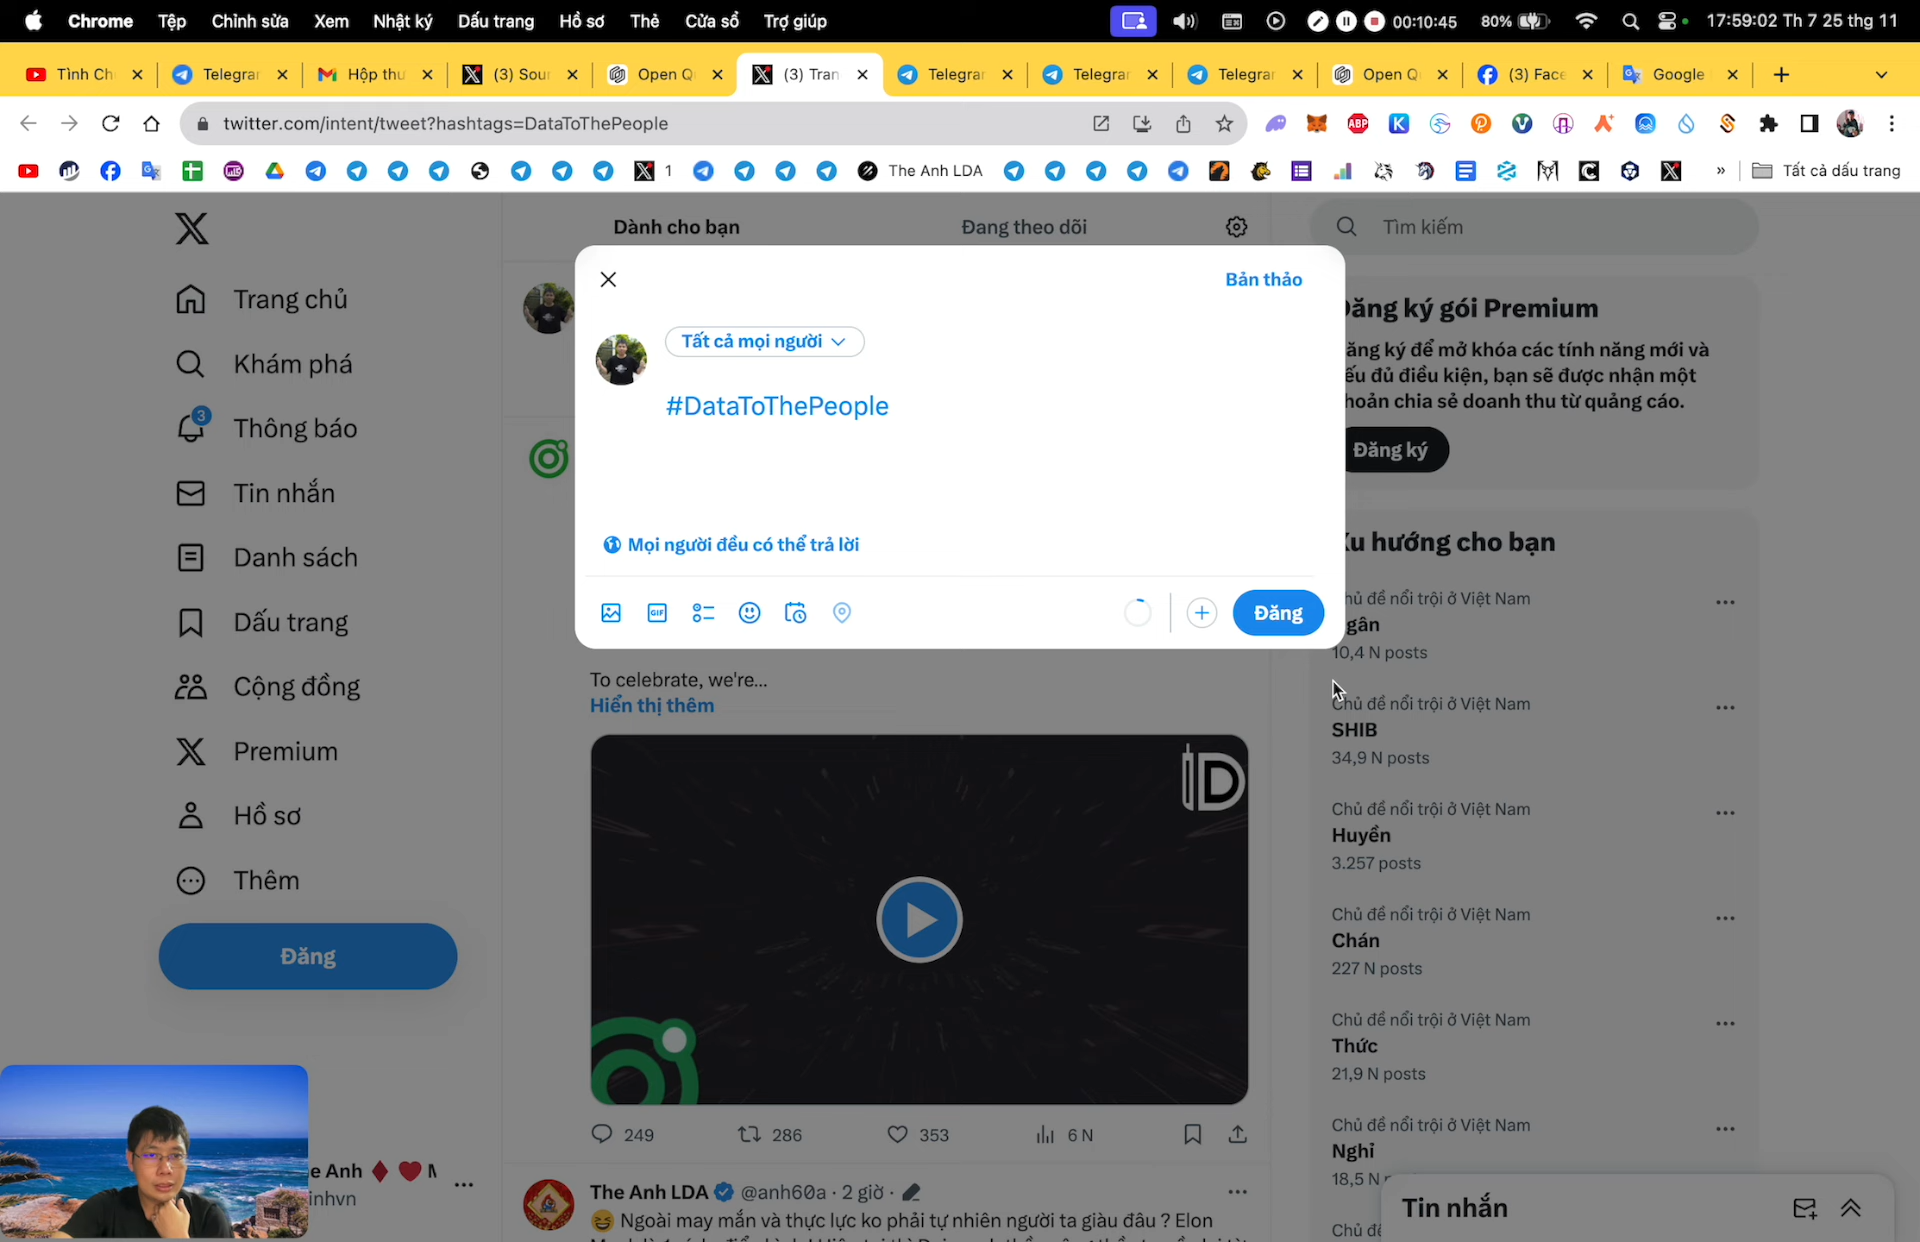 Chrome Tệp Chỉnh sửa Xem Nhật ký Dấu trang Hồ sơ Thẻ Cửa sổ Trợ giúp 00:10:45 80% 17:59:02 Th 7 25 thg 11
Tình Ch Telegrar Hộp thư (3) Sour Open Q (3) Tran Telegrar Telegrar Telegrar Open Q (3) Face Google
twitter.com/intent/tweet?hashtags=DataToThePeople
1 The Anh LDA » Tất cả dấu trang
Dành cho bạn Đang theo dõi Tìm kiếm
Bản thảo
Trang chủ
Khám phá
3
Thông báo
Tin nhắn
Danh sách
Dấu trang
Cộng đồng
Premium
Hồ sơ
Thêm
Đăng
Tất cả mọi người
#DataToThePeople
Mọi người đều có thể trả lời
GIF
Đăng
To celebrate, we're...
Hiển thị thêm
ID
249 286 353 6 N
The Anh LDA @anh60a · 2 giờ ·
Ngoài may mắn và thực lực ko phải tự nhiên người ta giàu đâu ? Elon
Đăng ký gói Premium
ăng ký để mở khóa các tính năng mới và
ếu đủ điều kiện, bạn sẽ được nhận một
hoản chia sẻ doanh thu từ quảng cáo.
Đăng ký
Xu hướng cho bạn
hủ đề nổi trội ở Việt Nam
gân
10,4 N posts
Chủ đề nổi trội ở Việt Nam
SHIB
34,9 N posts
Chủ đề nổi trội ở Việt Nam
Huyền
3.257 posts
Chủ đề nổi trội ở Việt Nam
Chán
227 N posts
Chủ đề nổi trội ở Việt Nam
Thức
21,9 N posts
Chủ đề nổi trội ở Việt Nam
Nghi
18,5 N
Chủ đề
Tin nhắn
e Anh
inhvn